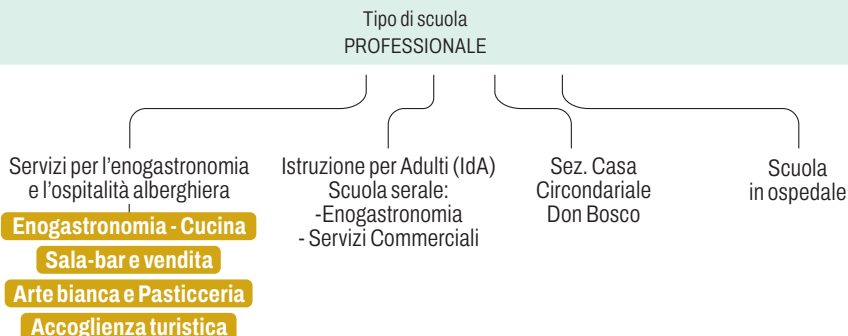 Tipo di scuola
PROFESSIONALE
Servizi per l'enogastronomia
e l'ospitalità alberghiera
Enogastronomia - Cucina
Sala-bar e vendita
Arte bianca e Pasticceria
Accoglienza turistica
Istruzione per Adulti (IdA)
Scuola serale:
-Enogastronomia
- Servizi Commerciali
Sez. Casa
Circondariale
Don Bosco
Scuola
in ospedale